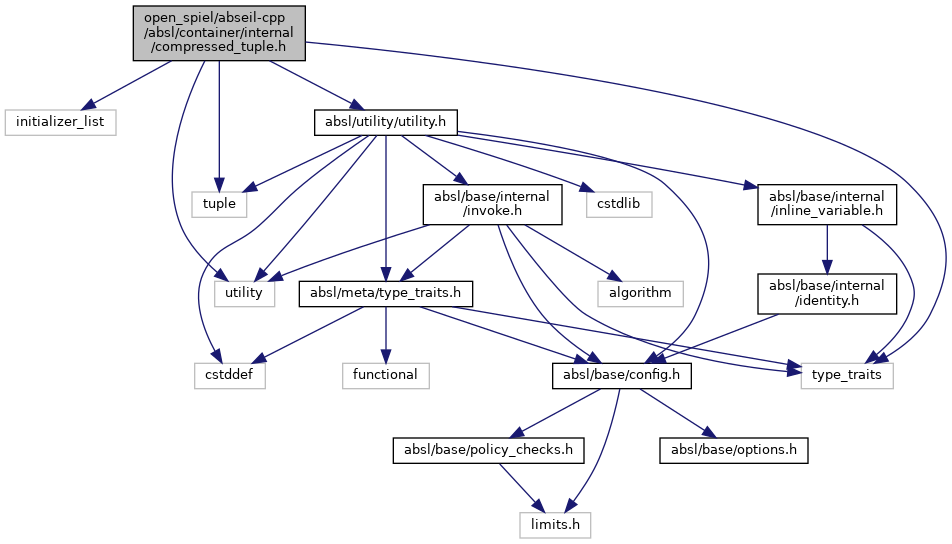 open_spiel/abseil-cpp
/absl/container/internal
/compressed_tuple.h
initializer_list
absl/utility/utility.h
tuple
absl/base/internal
/invoke.h
cstdlib
absl/base/internal
/inline_variable.h
utility
absl/meta/type_traits.h
algorithm
absl/base/internal
/identity.h
cstddef
functional
absl/base/config.h
type_traits
absl/base/policy_checks.h
absl/base/options.h
limits.h